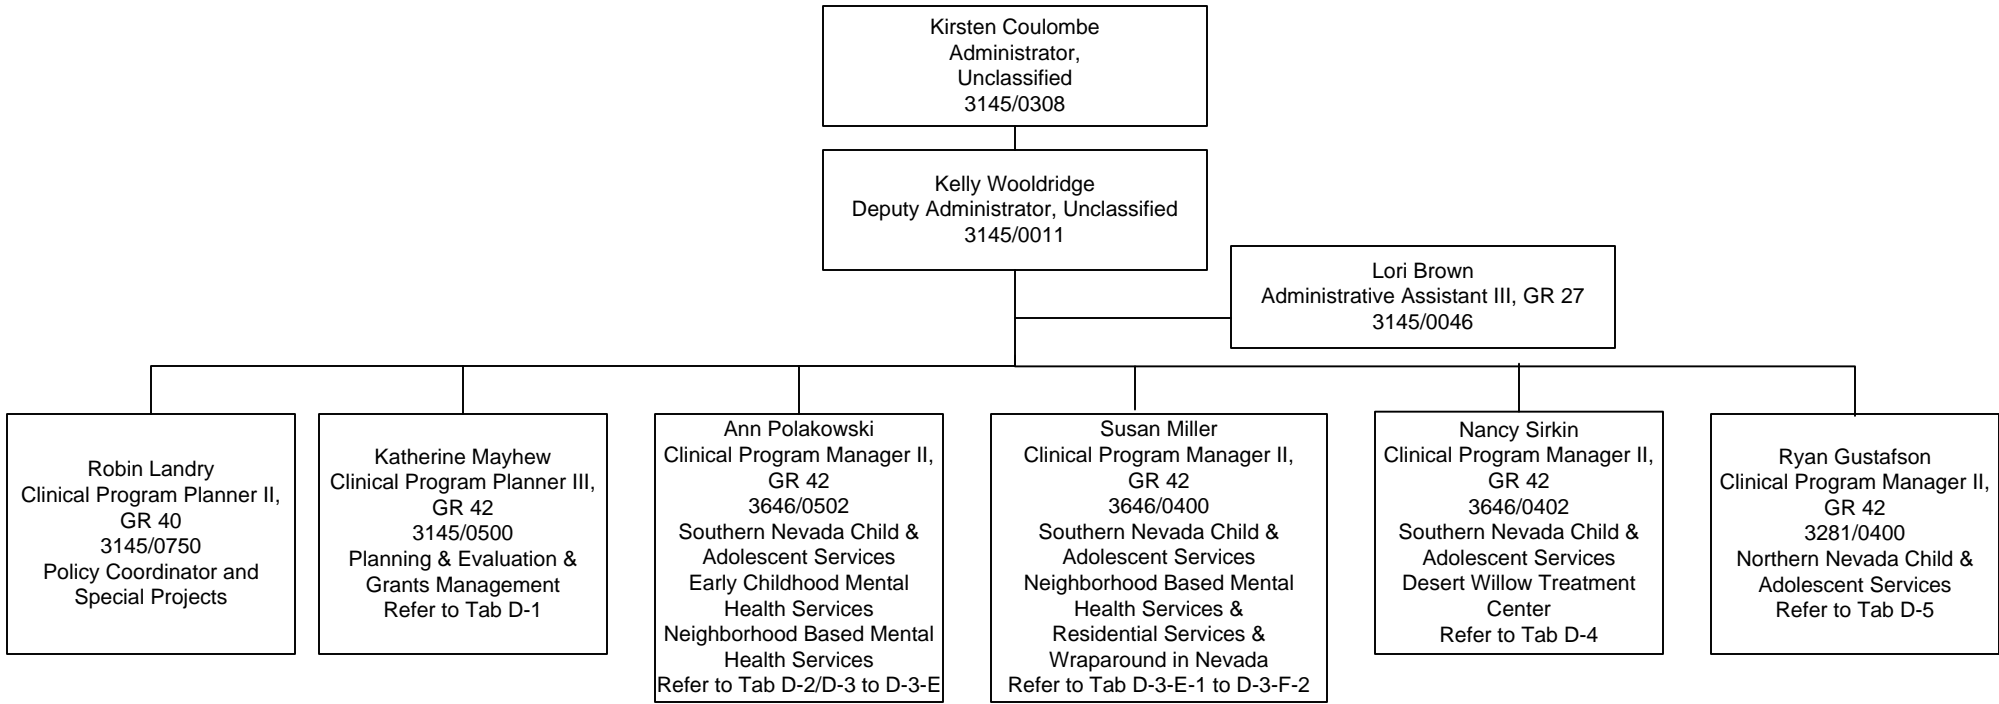 Kirsten Coulombe
Administrator,
Unclassified
3145/0308
Kelly Wooldridge
Deputy Administrator, Unclassified
3145/0011
Lori Brown
Administrative Assistant III, GR 27
3145/0046
Robin Landry
Clinical Program Planner II,
GR 40
3145/0750
Policy Coordinator and
Special Projects
Katherine Mayhew
Clinical Program Planner III,
GR 42
3145/0500
Planning & Evaluation &
Grants Management
Refer to Tab D-1
Ann Polakowski
Clinical Program Manager II,
GR 42
3646/0502
Southern Nevada Child &
Adolescent Services
Early Childhood Mental
Health Services
Neighborhood Based Mental
Health Services
Refer to Tab D-2/D-3 to D-3-E
Susan Miller
Clinical Program Manager II,
GR 42
3646/0400
Southern Nevada Child &
Adolescent Services
Neighborhood Based Mental
Health Services &
Residential Services &
Wraparound in Nevada
Refer to Tab D-3-E-1 to D-3-F-2
Nancy Sirkin
Clinical Program Manager II,
GR 42
3646/0402
Southern Nevada Child &
Adolescent Services
Desert Willow Treatment
Center
Refer to Tab D-4
Ryan Gustafson
Clinical Program Manager II,
GR 42
3281/0400
Northern Nevada Child &
Adolescent Services
Refer to Tab D-5